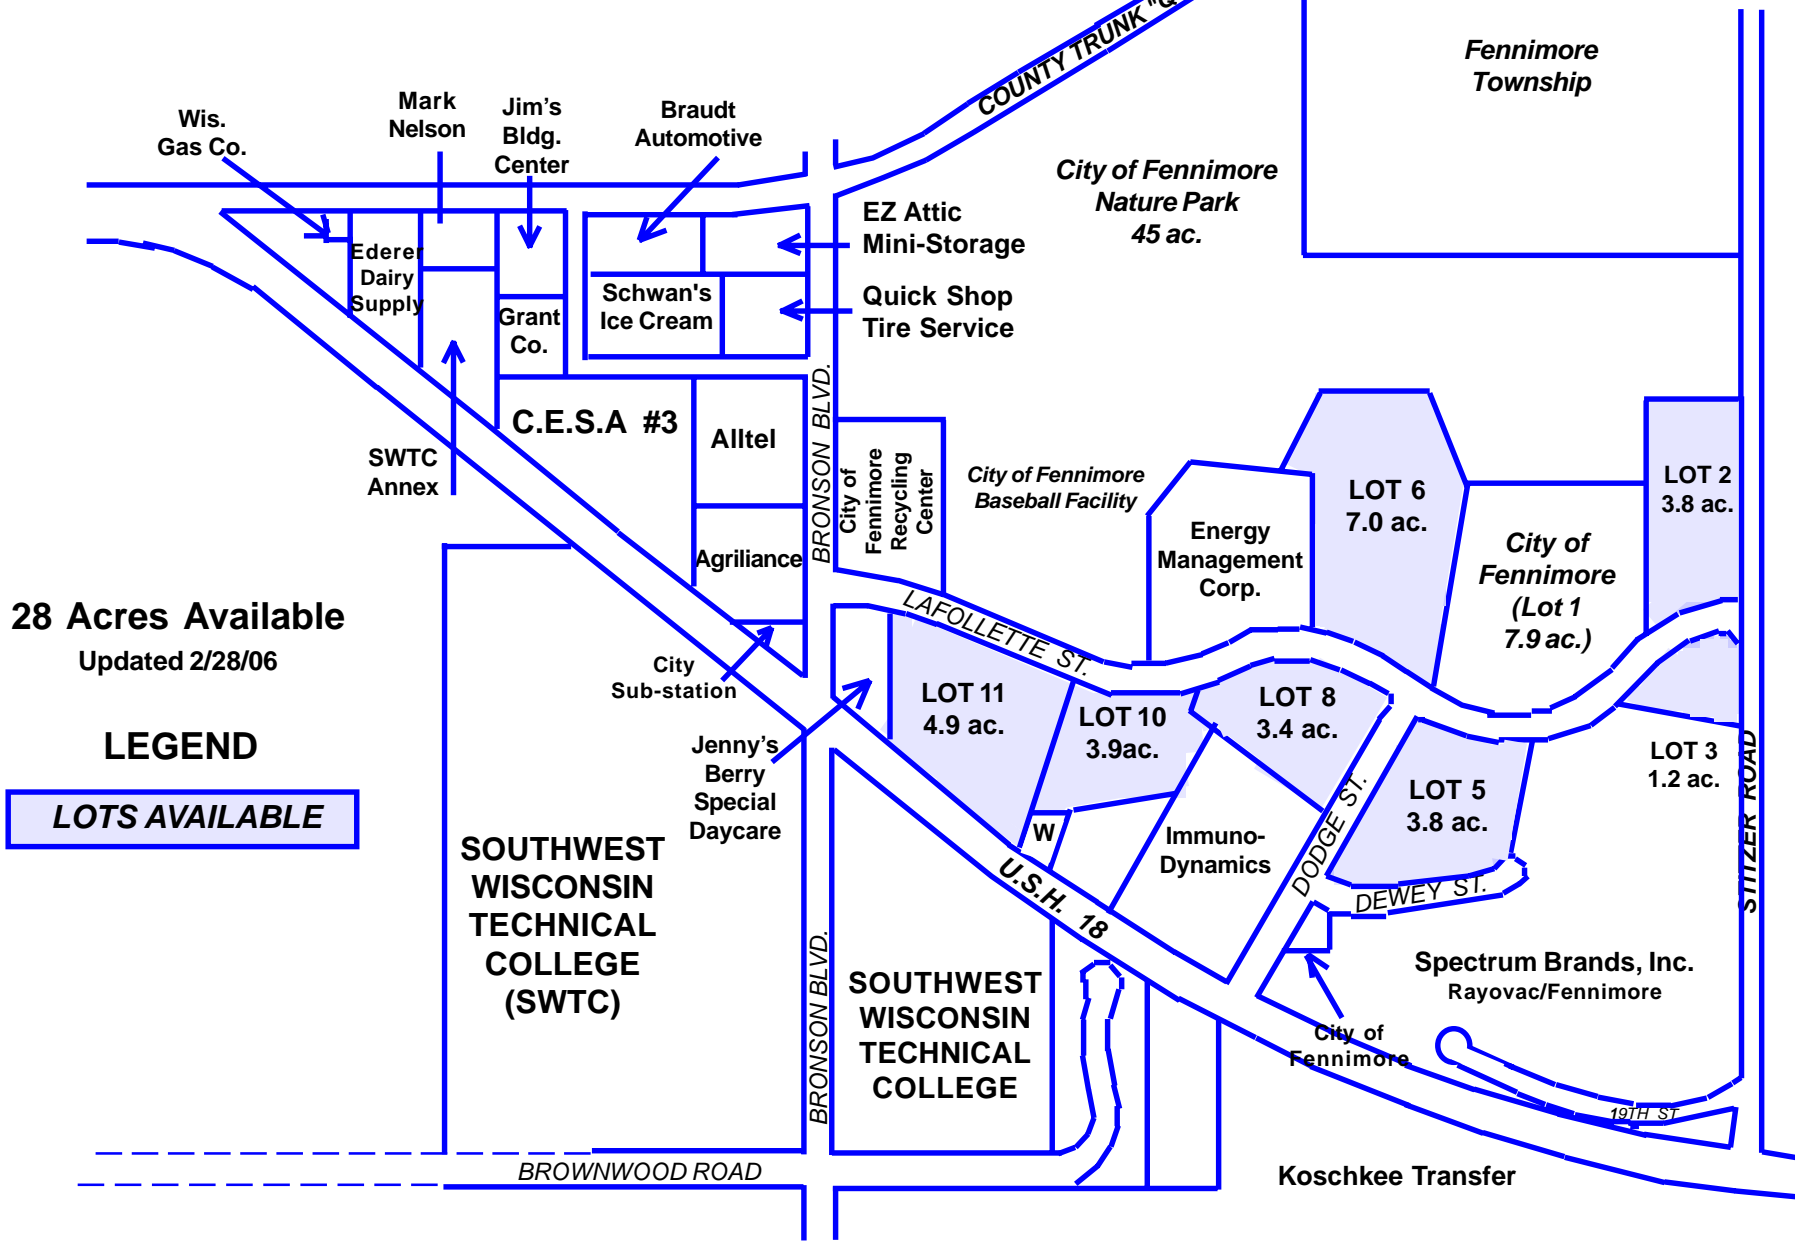 COUNTY TRUNK "Q
Fennimore
Township
Wis.
Gas Co.
Mark
Nelson
Jim's
Bldg.
Center
Braudt
Automotive
City of Fennimore
Nature Park
45 ac.
EZ Attic
Mini-Storage
Ederer
Dairy
Supply
Schwan's
Ice Cream
Quick Shop
Tire Service
Grant
Co.
C.E.S.A #3
Alltel
BRONSON BLVD.
City of
Fennimore
Recycling
Center
City of Fennimore
Baseball Facility
SWTC
Annex
LOT 6
7.0 ac.
LOT 2
3.8 ac.
Energy
Management
Corp.
City of
Fennimore
(Lot 1
7.9 ac.)
Agriliance
28 Acres Available
Updated 2/28/06
LAFOLLETTE ST.
City
Sub-station
LOT 11
4.9 ac.
LOT 10
3.9ac.
LOT 8
3.4 ac.
LEGEND
LOTS AVAILABLE
Jenny's
Berry
Special
Daycare
LOT 3
1.2 ac.
STITZER ROAD
LOT 5
3.8 ac.
DODGE ST.
W
Immuno-
Dynamics
DEWEY ST.
U.S.H. 18
SOUTHWEST
WISCONSIN
TECHNICAL
COLLEGE
(SWTC)
BRONSON BLVD.
SOUTHWEST
WISCONSIN
TECHNICAL
COLLEGE
Spectrum Brands, Inc.
Rayovac/Fennimore
City of
Fennimore
19TH ST
BROWNWOOD ROAD
Koschkee Transfer